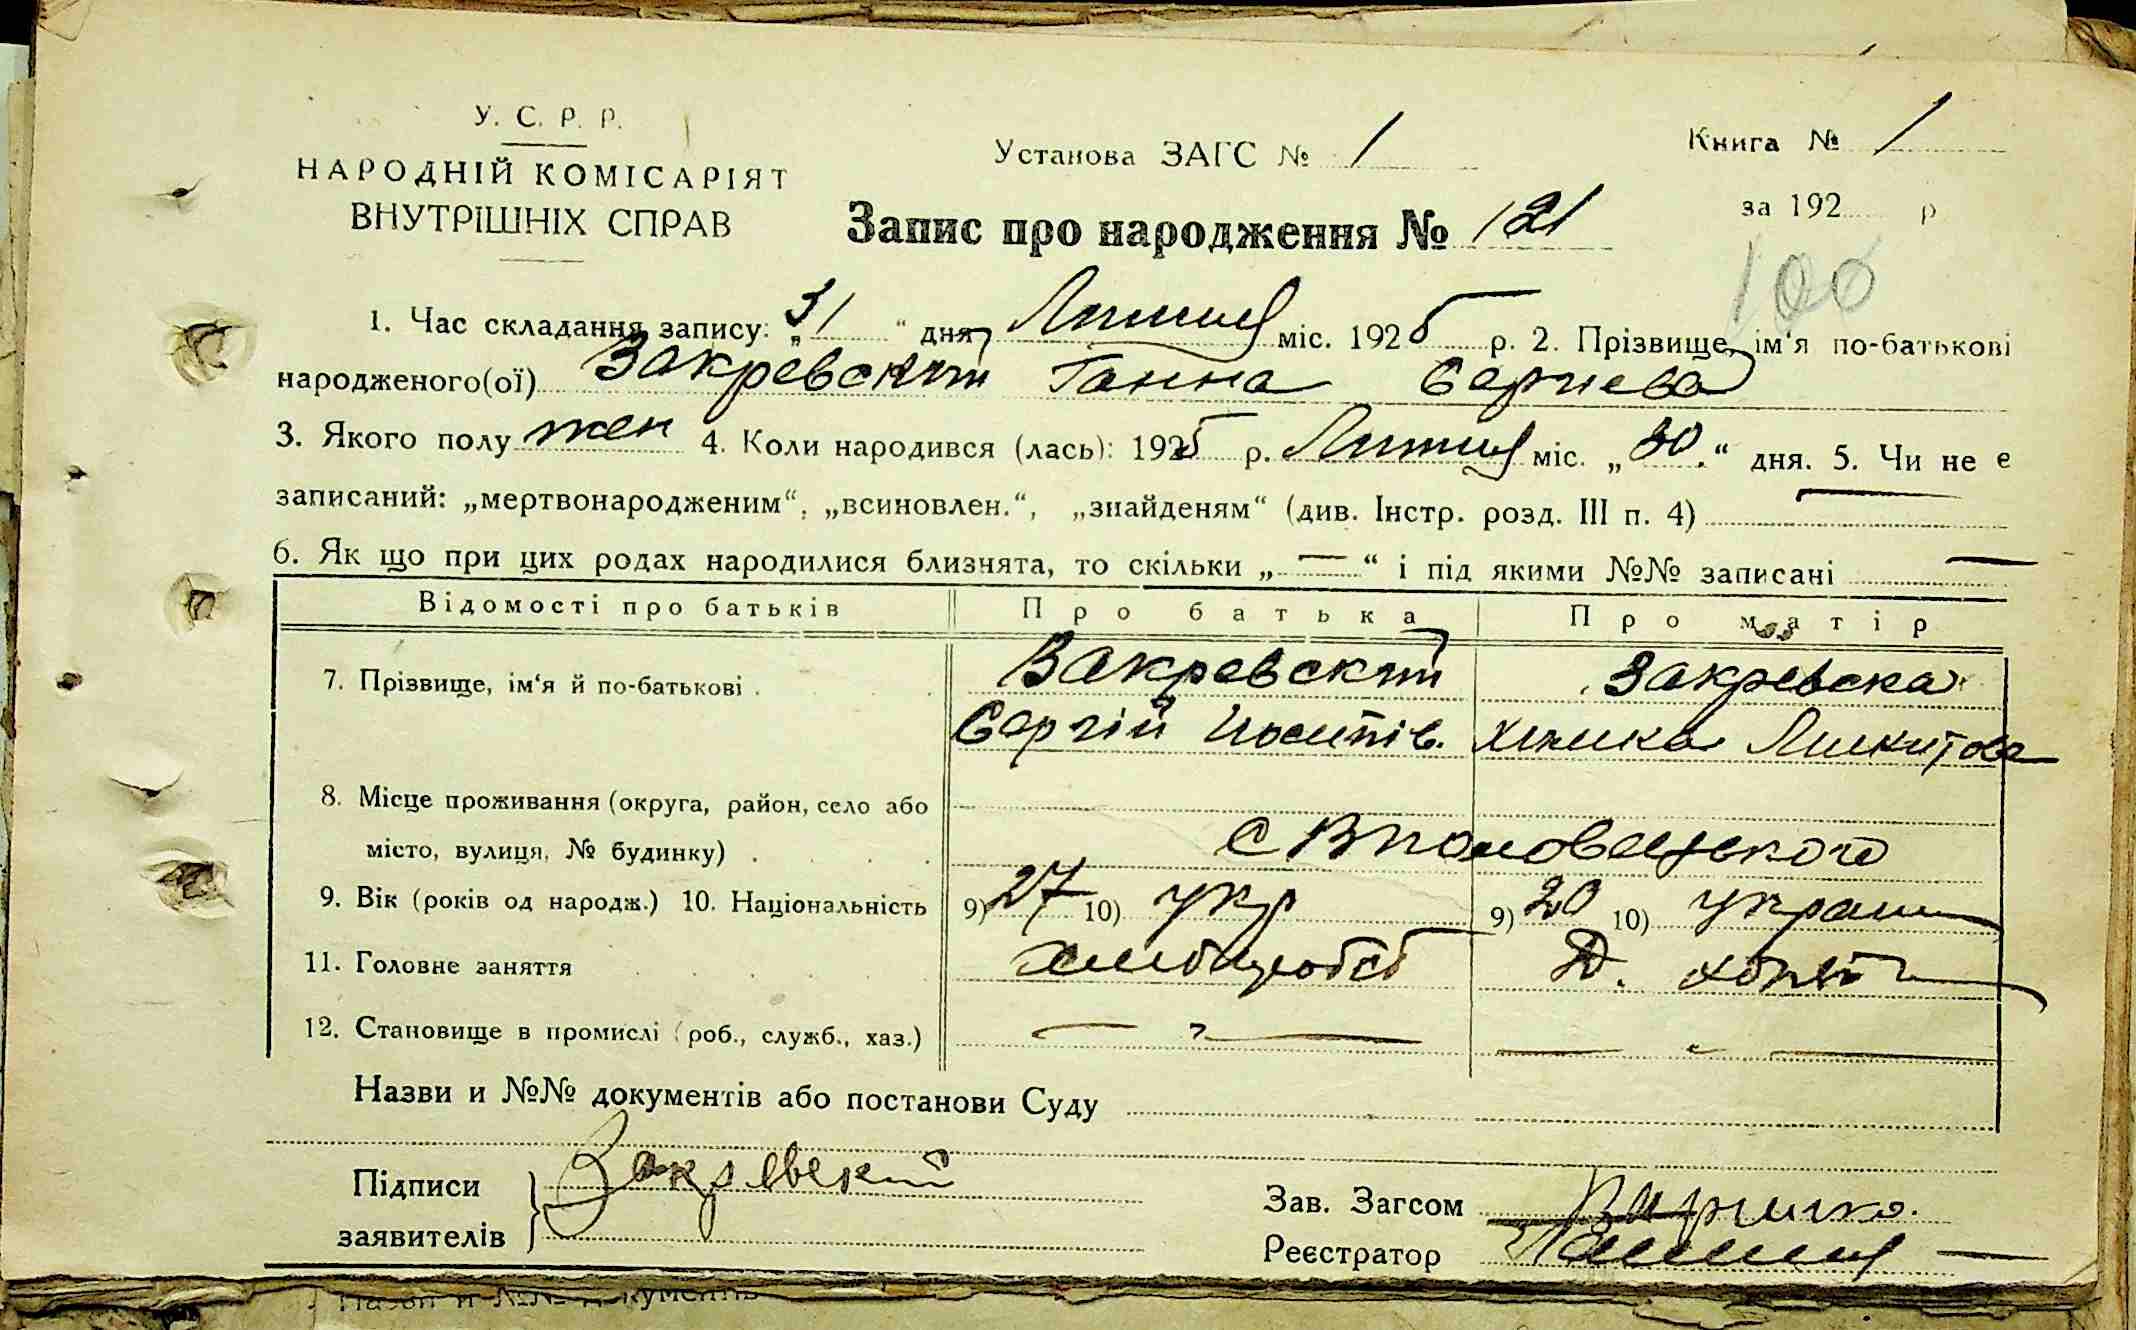 У. С. Р. Р.
НАРОДНІЙ КОМІСАРІЯТ
ВНУТРІШНІХ СПРАВ
Установа ЗАГС № 1
Книга № 1
за 192 р
Запис про народження № 121
106
1. Час складання запису: „31“ дня Липня міс. 1925 р. 2. Прізвище, ім'я по-батькові
народженого(ої) Закревский Ганна Сергієва
3. Якого полу жен 4. Коли народився (лась): 1925 р. Липня міс. „30.“ дня. 5. Чи не є
записаний: „мертвонародженим“, „всиновлен.“, „знайденям“ (див. Інстр. розд. III п. 4) —
6. Як що при цих родах народилися близнята, то скільки „—“ і під якими №№ записані —
Відомості про батьків Про батька Про матір
7. Прізвище, ім'я й по-батькові . Закревский Закревска
Сергій Иосипів. Микитова
8. Місце проживання (округа, район, село або
місто, вулиця, № будинку) . с
9. Вік (років од народж.) 10. Національність 9) 27 10) укр 9) 20 10) украин
11. Головне заняття хлібороб Д.
12. Становище в промислі (роб., служб., хаз.) — " — — " —
Назви и №№ документів або постанови Суду
Підписи Закревский
заявителів
Зав. Загсом
Реєстратор